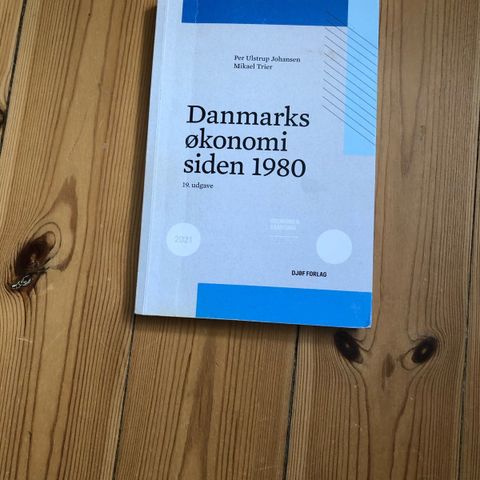 Per Ulstrup Johansen
Mikael Trier
Danmarks
økonomi
siden 1980
19. udgave
2021
DJØF FORLAG